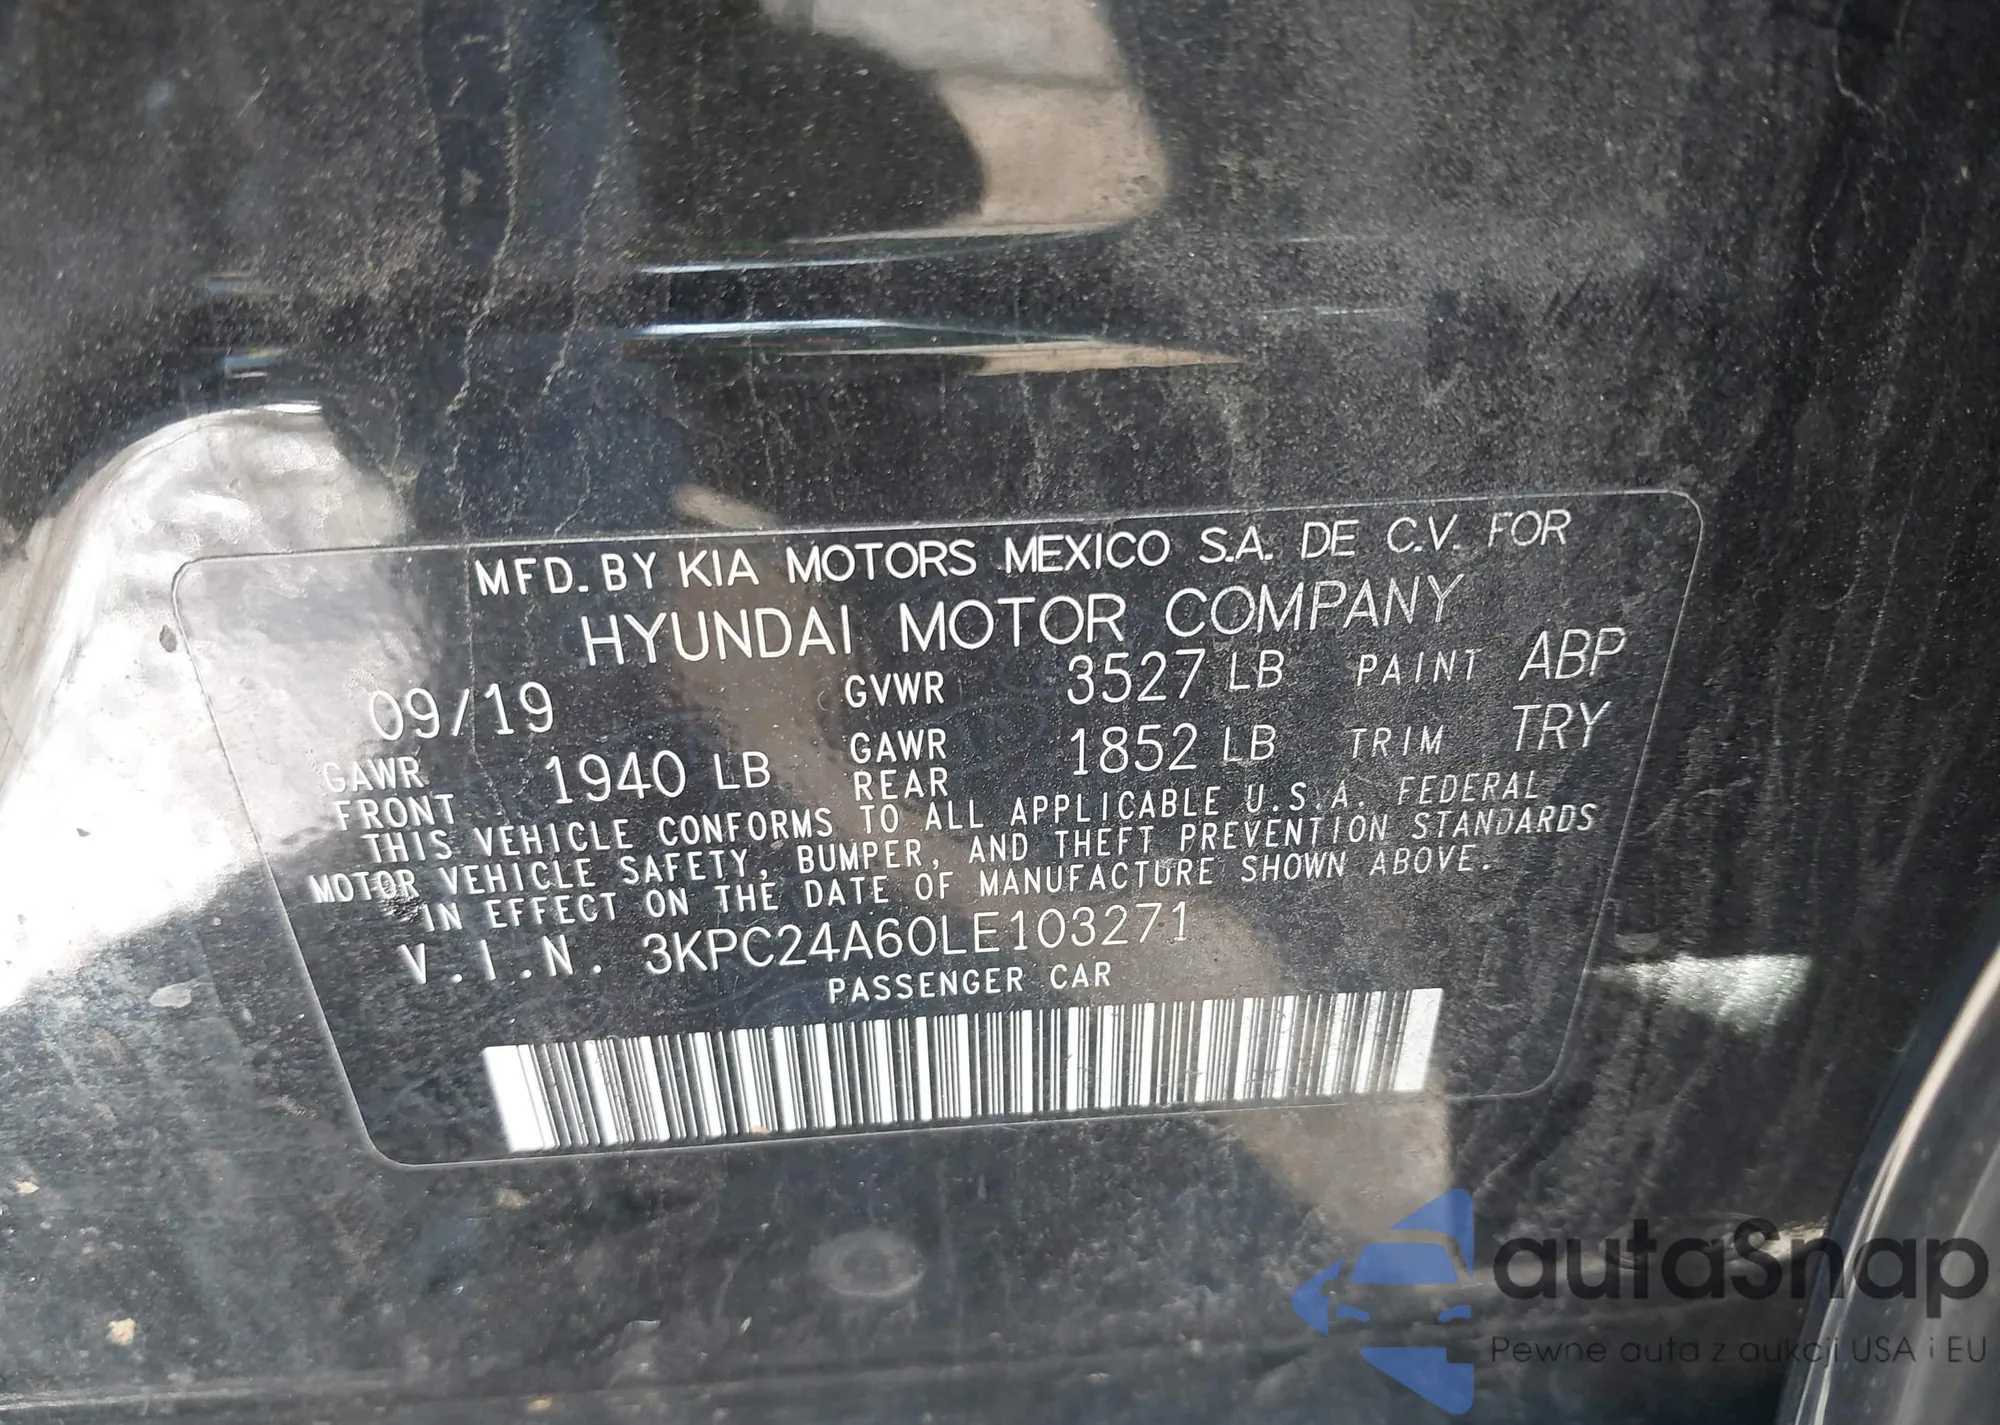 MFD. BY KIA MOTORS MEXICO S.A. DE C.V. FOR
HYUNDAI MOTOR COMPANY
09/19 GVWR 3527 LB PAINT ABP
GAWR FRONT 1940 LB GAWR REAR 1852 LB TRIM TRY
THIS VEHICLE CONFORMS TO ALL APPLICABLE U.S.A. FEDERAL
MOTOR VEHICLE SAFETY, BUMPER, AND THEFT PREVENTION STANDARDS
IN EFFECT ON THE DATE OF MANUFACTURE SHOWN ABOVE.
V.I.N. 3KPC24A60LE103271
PASSENGER CAR
autaSnap
Pewne auta z aukcji USA i EU